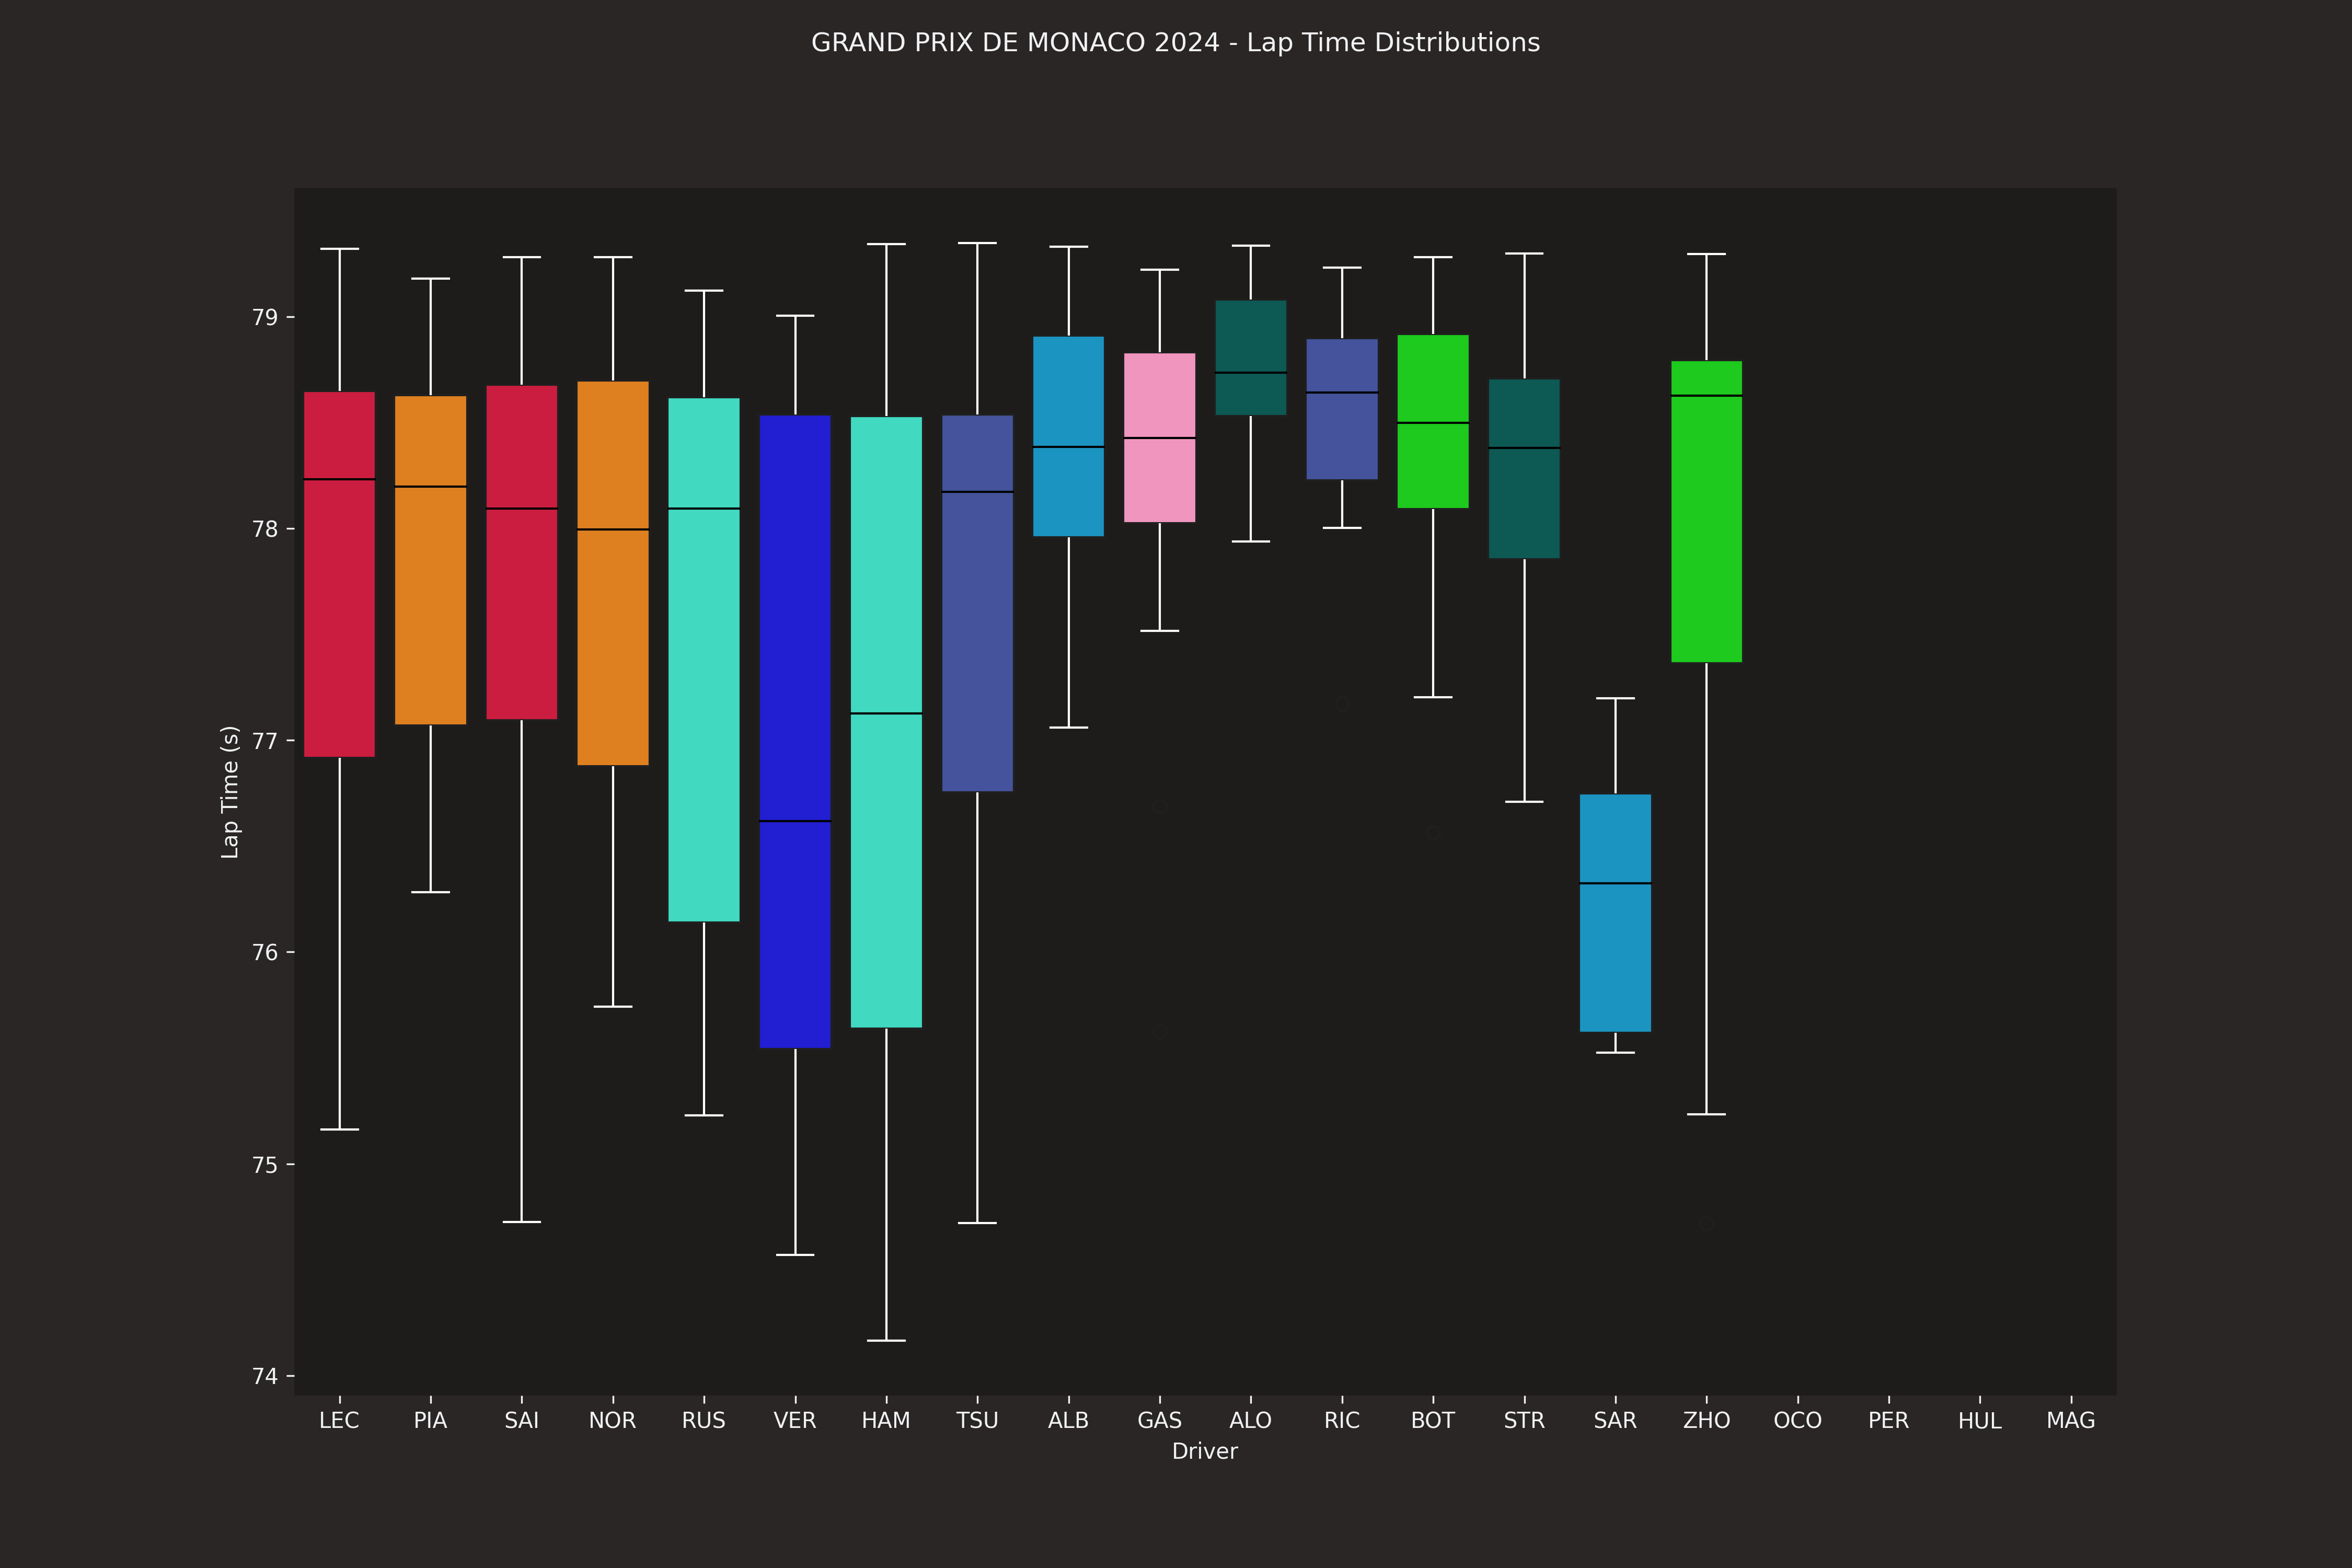 GRAND PRIX DE MONACO 2024 - Lap Time Distributions
Lap Time (s)
79
78
77
76
75
74
LEC PIA SAI NOR RUS VER HAM TSU ALB GAS ALO RIC BOT STR SAR ZHO OCO PER HUL MAG
Driver